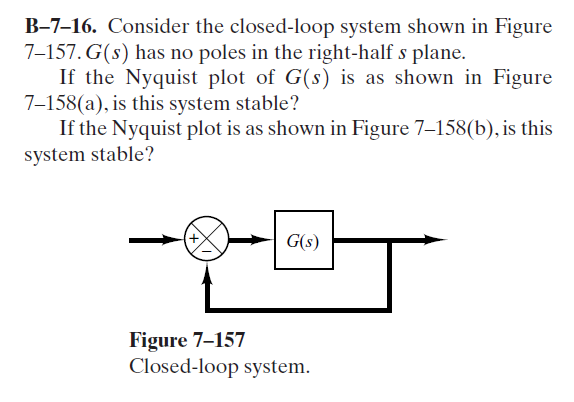 B–7–16. Consider the closed-loop system shown in Figure
7–157. G(s) has no poles in the right-half s plane.
If the Nyquist plot of G(s) is as shown in Figure
7–158(a), is this system stable?
If the Nyquist plot is as shown in Figure 7–158(b), is this
system stable?
+
−
G(s)
Figure 7–157
Closed-loop system.